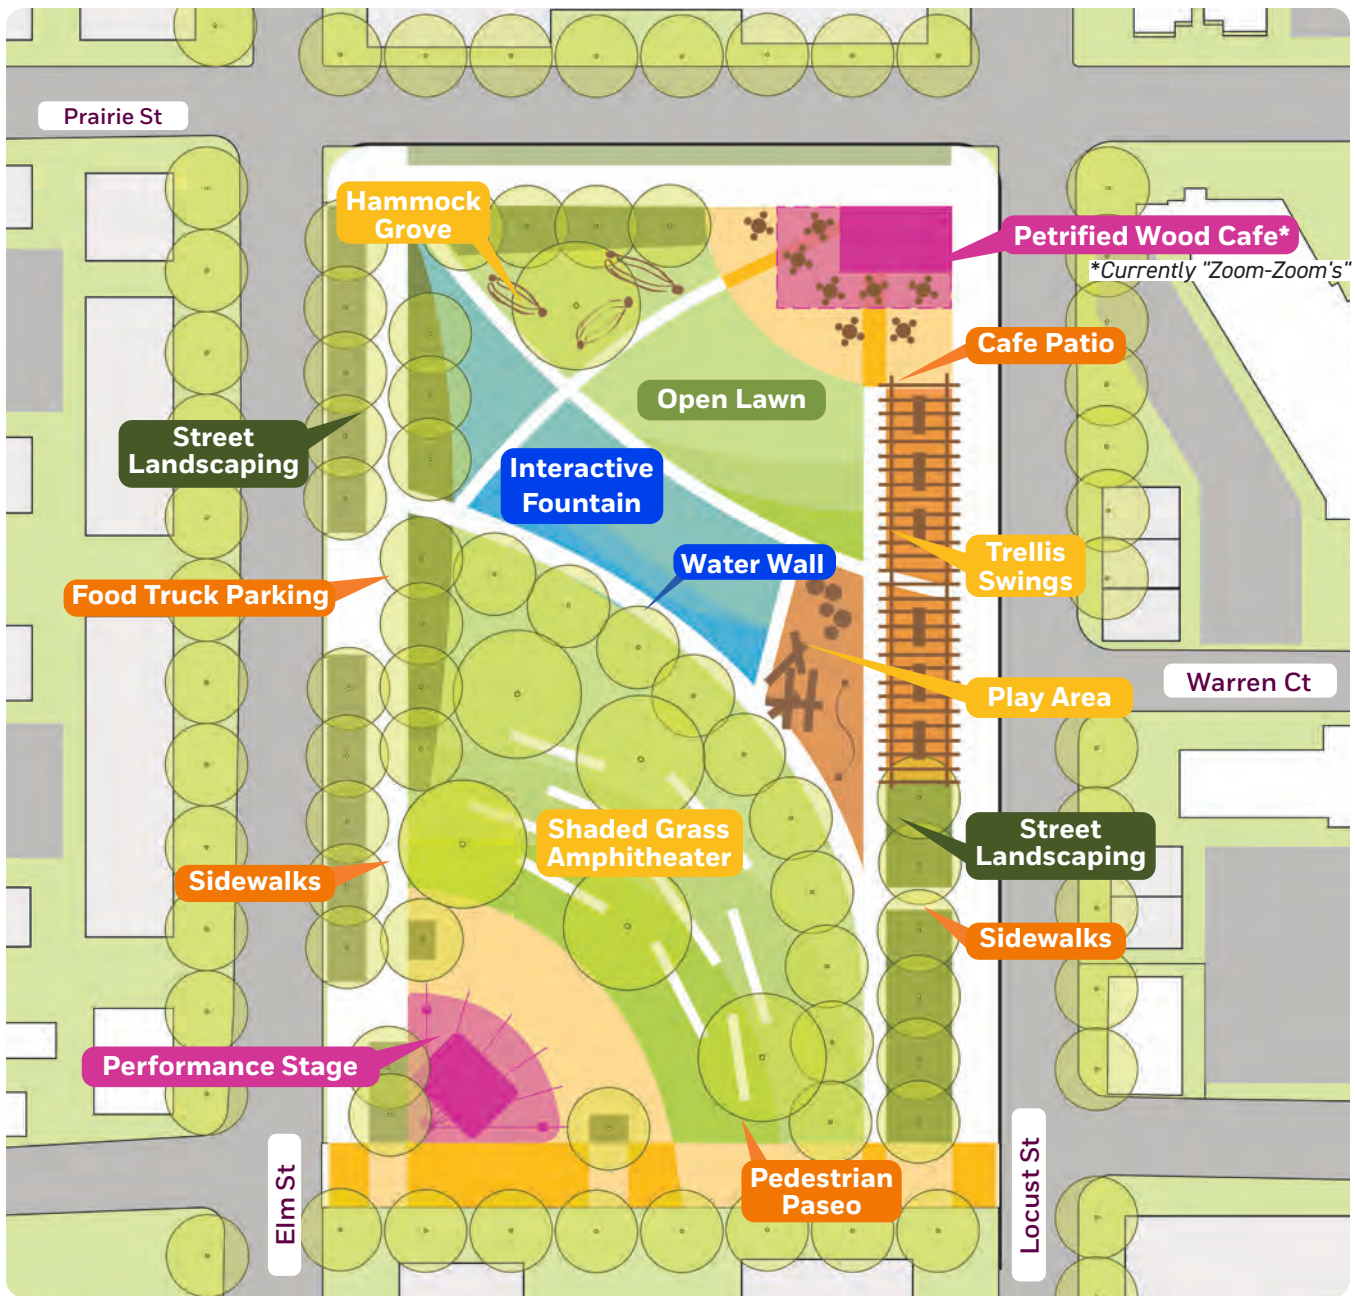 Prairie St
Hammock
Grove
Petrified Wood Cafe*
*Currently "Zoom-Zoom's"
Cafe Patio
Open Lawn
Street
Landscaping
Interactive
Fountain
Water Wall
Trellis
Swings
Food Truck Parking
Warren Ct
Play Area
Shaded Grass
Amphitheater
Street
Landscaping
Sidewalks
Sidewalks
Performance Stage
Pedestrian
Paseo
Elm St
Locust St